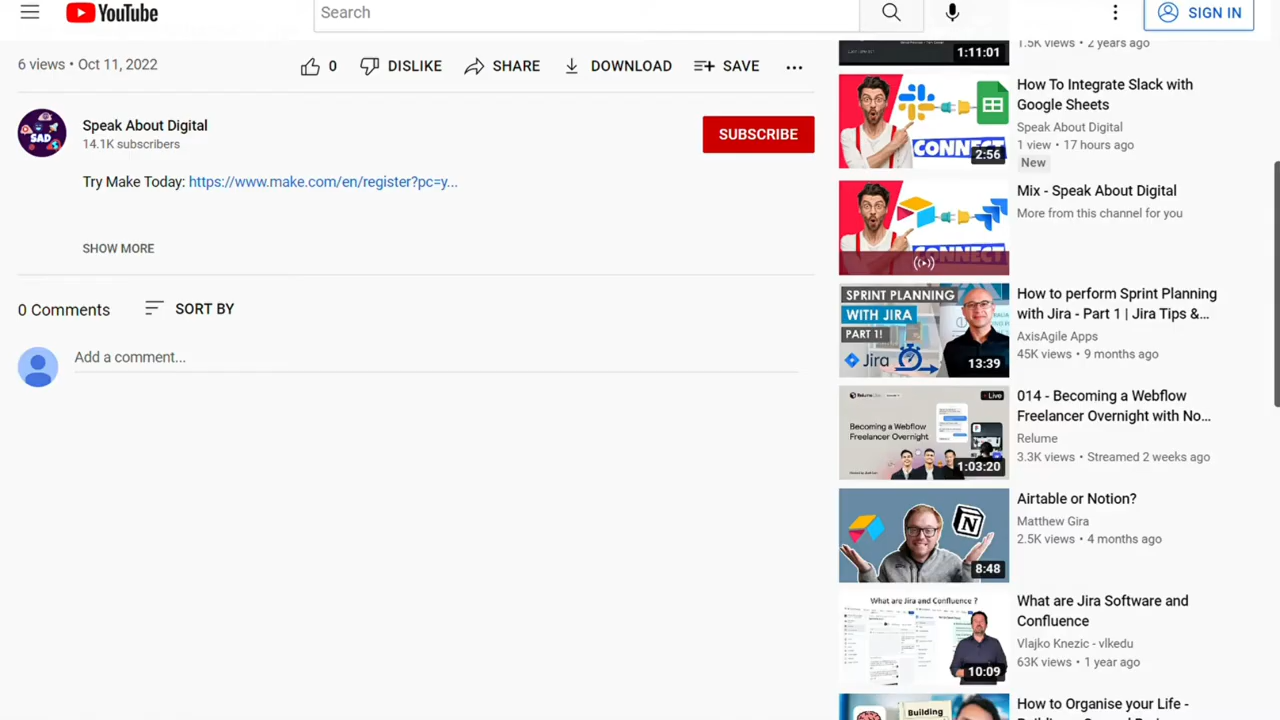 YouTube
Search
SIGN IN
6 views • Oct 11, 2022
0
DISLIKE
SHARE
DOWNLOAD
SAVE
SAD
Speak About Digital
14.1K subscribers
SUBSCRIBE
Try Make Today: https://www.make.com/en/register?pc=y...
SHOW MORE
0 Comments
SORT BY
Add a comment...
1:11:01
1.5K views • 2 years ago
CONNECT
2:56
How To Integrate Slack with
Google Sheets
Speak About Digital
1 view • 17 hours ago
New
CONNECT
Mix - Speak About Digital
More from this channel for you
SPRINT PLANNING
WITH JIRA
PART 1!
Jira
13:39
How to perform Sprint Planning
with Jira - Part 1 | Jira Tips &...
AxisAgile Apps
45K views • 9 months ago
Live
Becoming a Webflow
Freelancer Overnight
1:03:20
014 - Becoming a Webflow
Freelancer Overnight with No...
Relume
3.3K views • Streamed 2 weeks ago
N
8:48
Airtable or Notion?
Matthew Gira
2.5K views • 4 months ago
What are Jira and Confluence ?
10:09
What are Jira Software and
Confluence
Vlajko Knezic - vlkedu
63K views • 1 year ago
Building
How to Organise your Life -